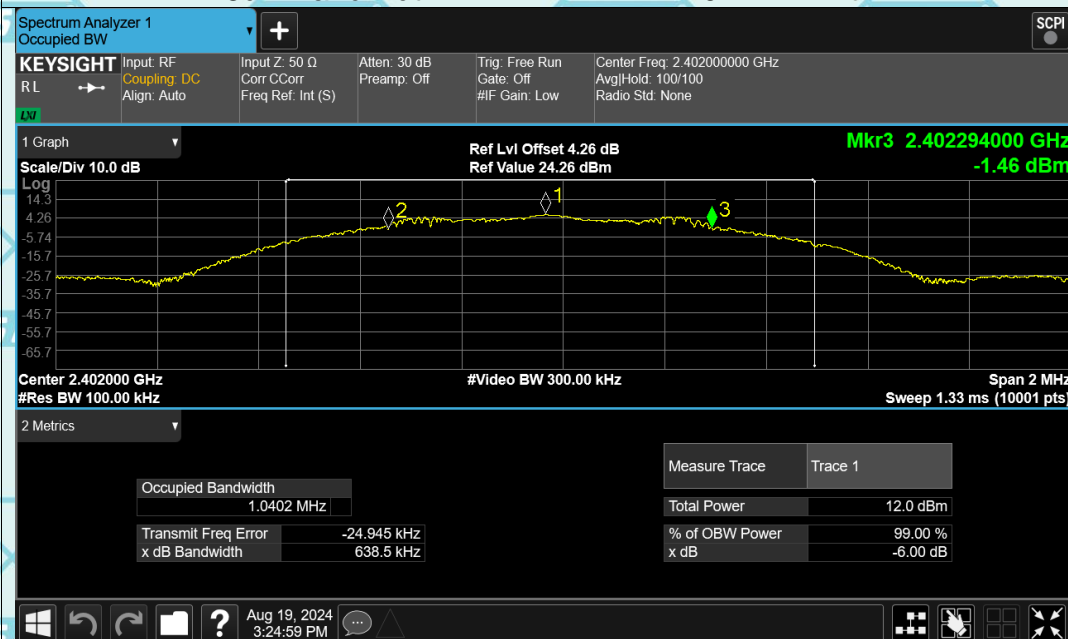 Spectrum Analyzer 1
Occupied BW
+
SCPI
KEYSIGHT
RL
LXI
Input: RF
Coupling: DC
Align: Auto
Input Z: 50 Ω
Corr CCorr
Freq Ref: Int (S)
Atten: 30 dB
Preamp: Off
Trig: Free Run
Gate: Off
#IF Gain: Low
Center Freq: 2.402000000 GHz
Avg|Hold: 100/100
Radio Std: None
1 Graph
Scale/Div 10.0 dB
Ref Lvl Offset 4.26 dB
Ref Value 24.26 dBm
Mkr3 2.402294000 GHz
-1.46 dBm
Log
14.3
4.26
-5.74
-15.7
-25.7
-35.7
-45.7
-55.7
-65.7
2
1
3
Center 2.402000 GHz
#Res BW 100.00 kHz
#Video BW 300.00 kHz
Span 2 MHz
Sweep 1.33 ms (10001 pts)
2 Metrics
Occupied Bandwidth
1.0402 MHz
Transmit Freq Error -24.945 kHz
x dB Bandwidth 638.5 kHz
Measure Trace Trace 1
Total Power 12.0 dBm
% of OBW Power 99.00 %
x dB -6.00 dB
?
Aug 19, 2024
3:24:59 PM